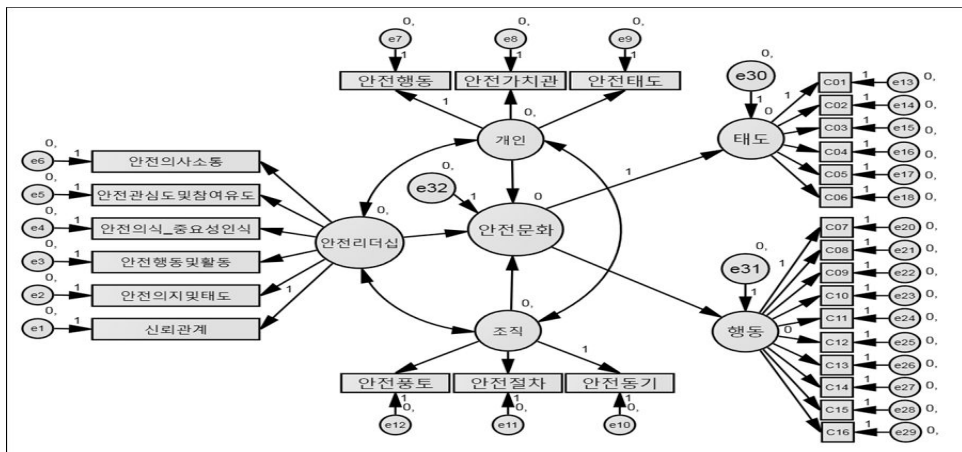 0, 0, 0,
e7 e8 e9
1 1 1
안전행동 안전가치관 안전태도
1 0,
개인
0,
e30
1 0
태도
1
C01 1 e13 0,
C02 1 e14 0,
C03 1 e15 0,
C04 1 e16 0,
C05 1 e17 0,
C06 1 e18 0,
0, e6 1 안전의사소통
0, e5 1 안전관심도및참여유도
0, e4 1 안전의식_중요성인식
0, e3 1 안전행동및활동
0, e2 1 안전의지및태도
0, e1 1 신뢰관계
1
0,
안전리더십
0,
e32
1 0
안전문화
1
0,
e31
1 0
행동
1
C07 1 e20 0,
C08 1 e21 0,
C09 1 e22 0,
C10 1 e23 0,
C11 1 e24 0,
C12 1 e25 0,
C13 1 e26 0,
C14 1 e27 0,
C15 1 e28 0,
C16 1 e29 0,
0,
조직
1
안전풍토 안전절차 안전동기
1 1 1
0, 0, 0,
e12 e11 e10